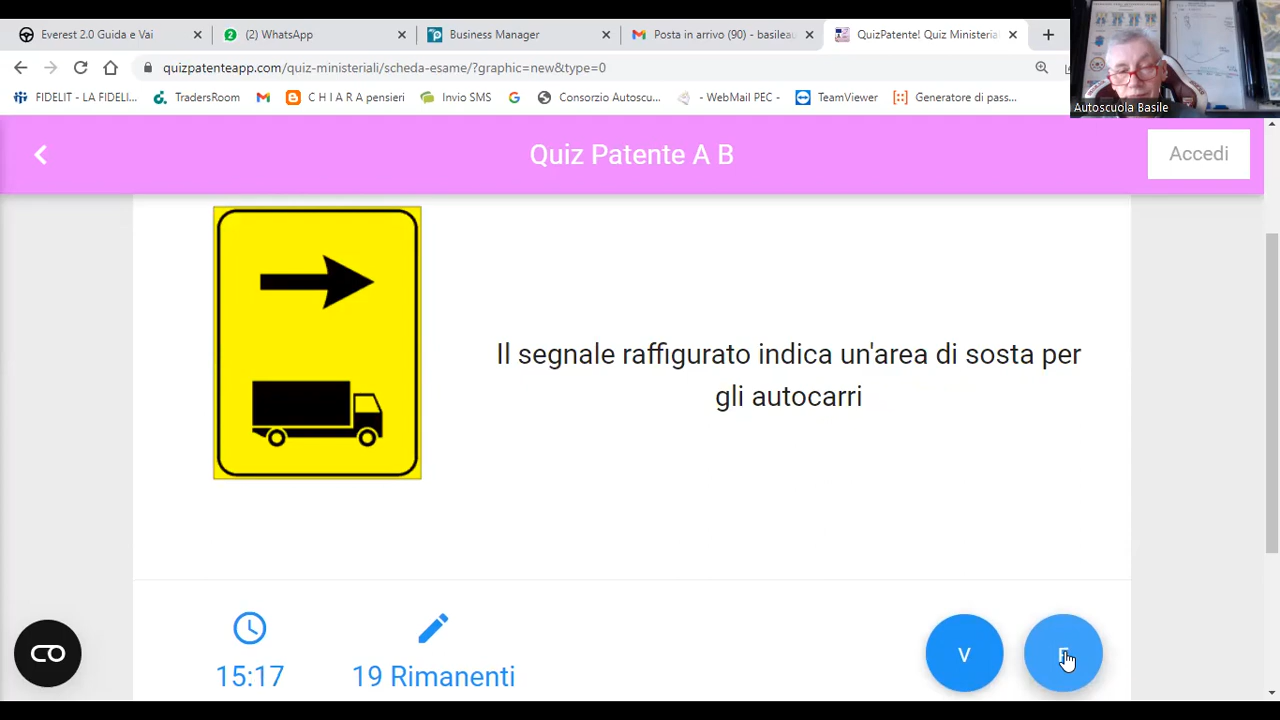 Everest 2.0 Guida e Vai
(2) WhatsApp
Business Manager
Posta in arrivo (90) - basile
QuizPatente! Quiz Ministeria
quizpatenteapp.com/quiz-ministeriali/scheda-esame/?graphic=new&type=0
FIDELIT - LA FIDELI...
TradersRoom
C H I A R A pensieri
Invio SMS
Consorzio Autoscu...
- WebMail PEC -
TeamViewer
Generatore di pass...
Autoscuola Basile
Quiz Patente A B
Accedi
Il segnale raffigurato indica un'area di sosta per
gli autocarri
15:17
19 Rimanenti
V
F